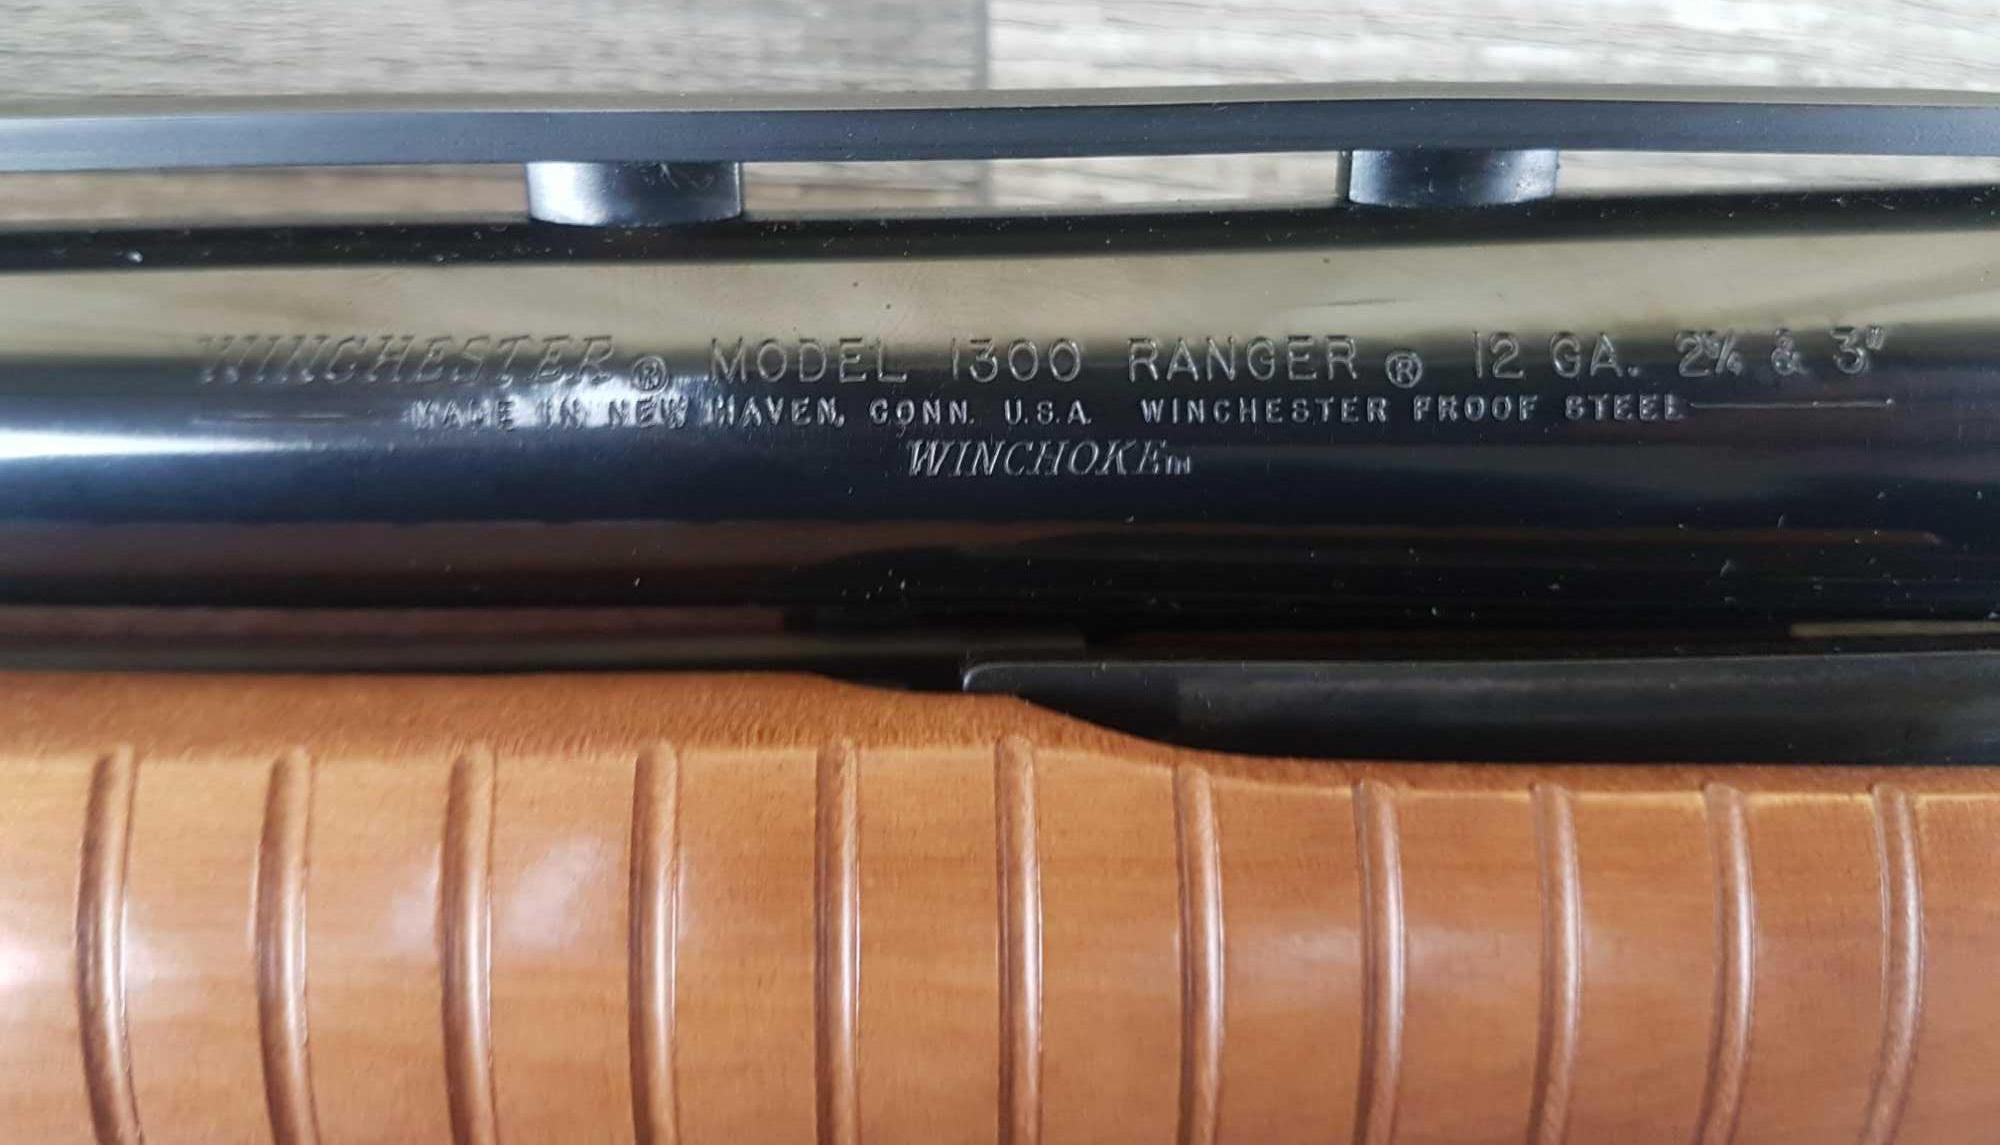 WINCHESTER ® MODEL 1300 RANGER ® 12 GA. 2¾ & 3"
MADE IN NEW HAVEN, CONN. U.S.A. WINCHESTER PROOF STEEL
WINCHOKE™